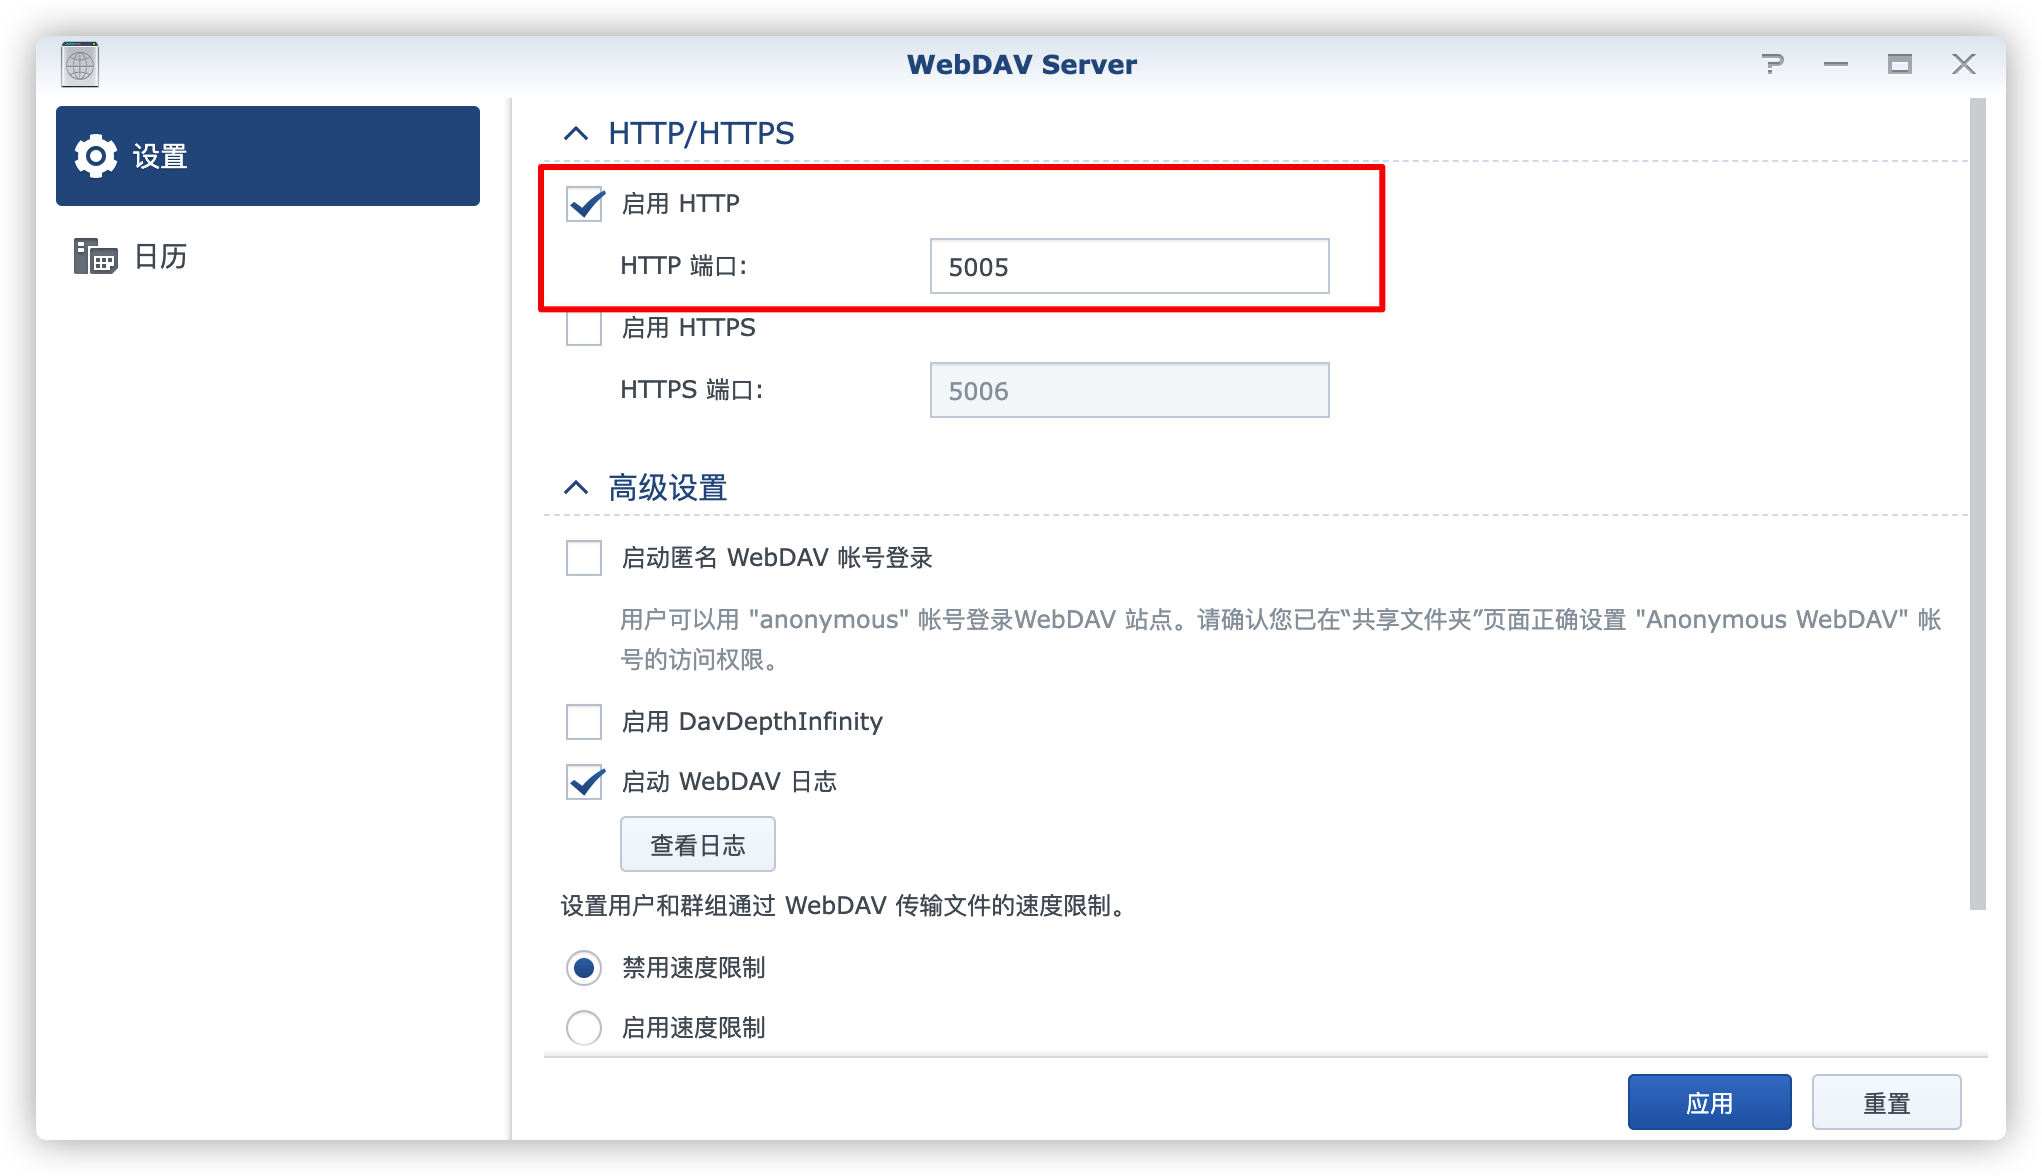 WebDAV Server
设置
日历
HTTP/HTTPS
启用 HTTP
HTTP 端口:
5005
启用 HTTPS
HTTPS 端口:
5006
高级设置
启动匿名 WebDAV 帐号登录
用户可以用 "anonymous" 帐号登录WebDAV 站点。请确认您已在“共享文件夹”页面正确设置 "Anonymous WebDAV" 帐
号的访问权限。
启用 DavDepthInfinity
启动 WebDAV 日志
查看日志
设置用户和群组通过 WebDAV 传输文件的速度限制。
禁用速度限制
启用速度限制
应用
重置